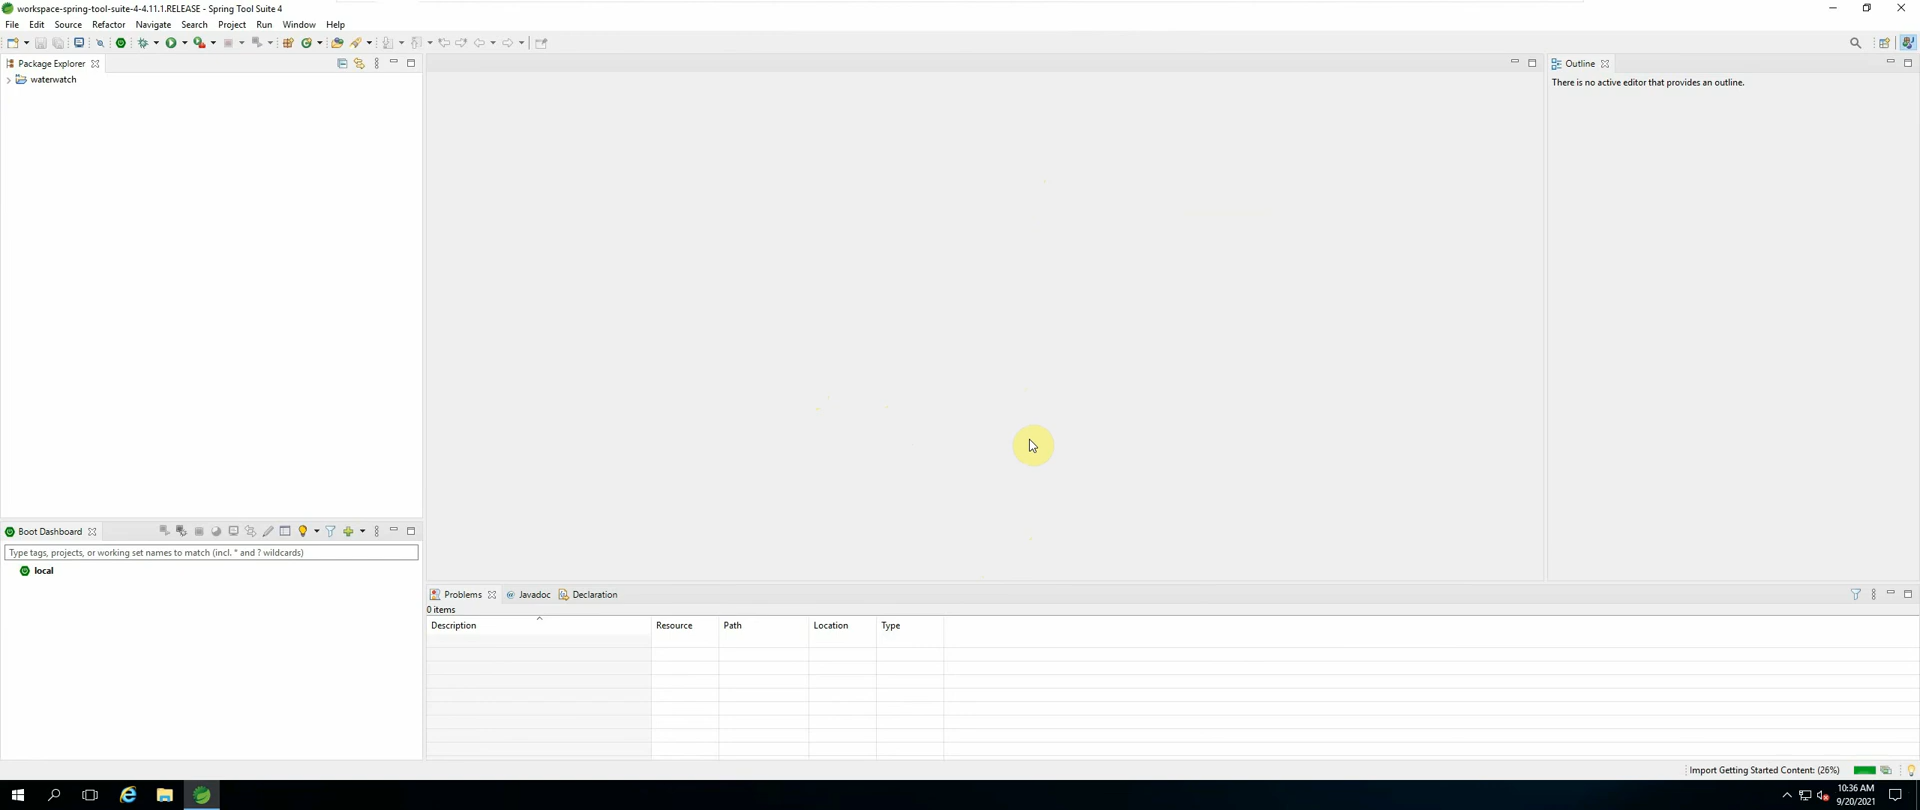 workspace-spring-tool-suite-4-4.11.1.RELEASE - Spring Tool Suite 4
File Edit Source Refactor Navigate Search Project Run Window Help
Package Explorer
waterwatch
Outline
There is no active editor that provides an outline.
Boot Dashboard
Type tags, projects, or working set names to match (incl. * and ? wildcards)
local
Problems Javadoc Declaration
0 items
Description Resource Path Location Type
Import Getting Started Content: (26%)
10:36 AM
9/20/2021